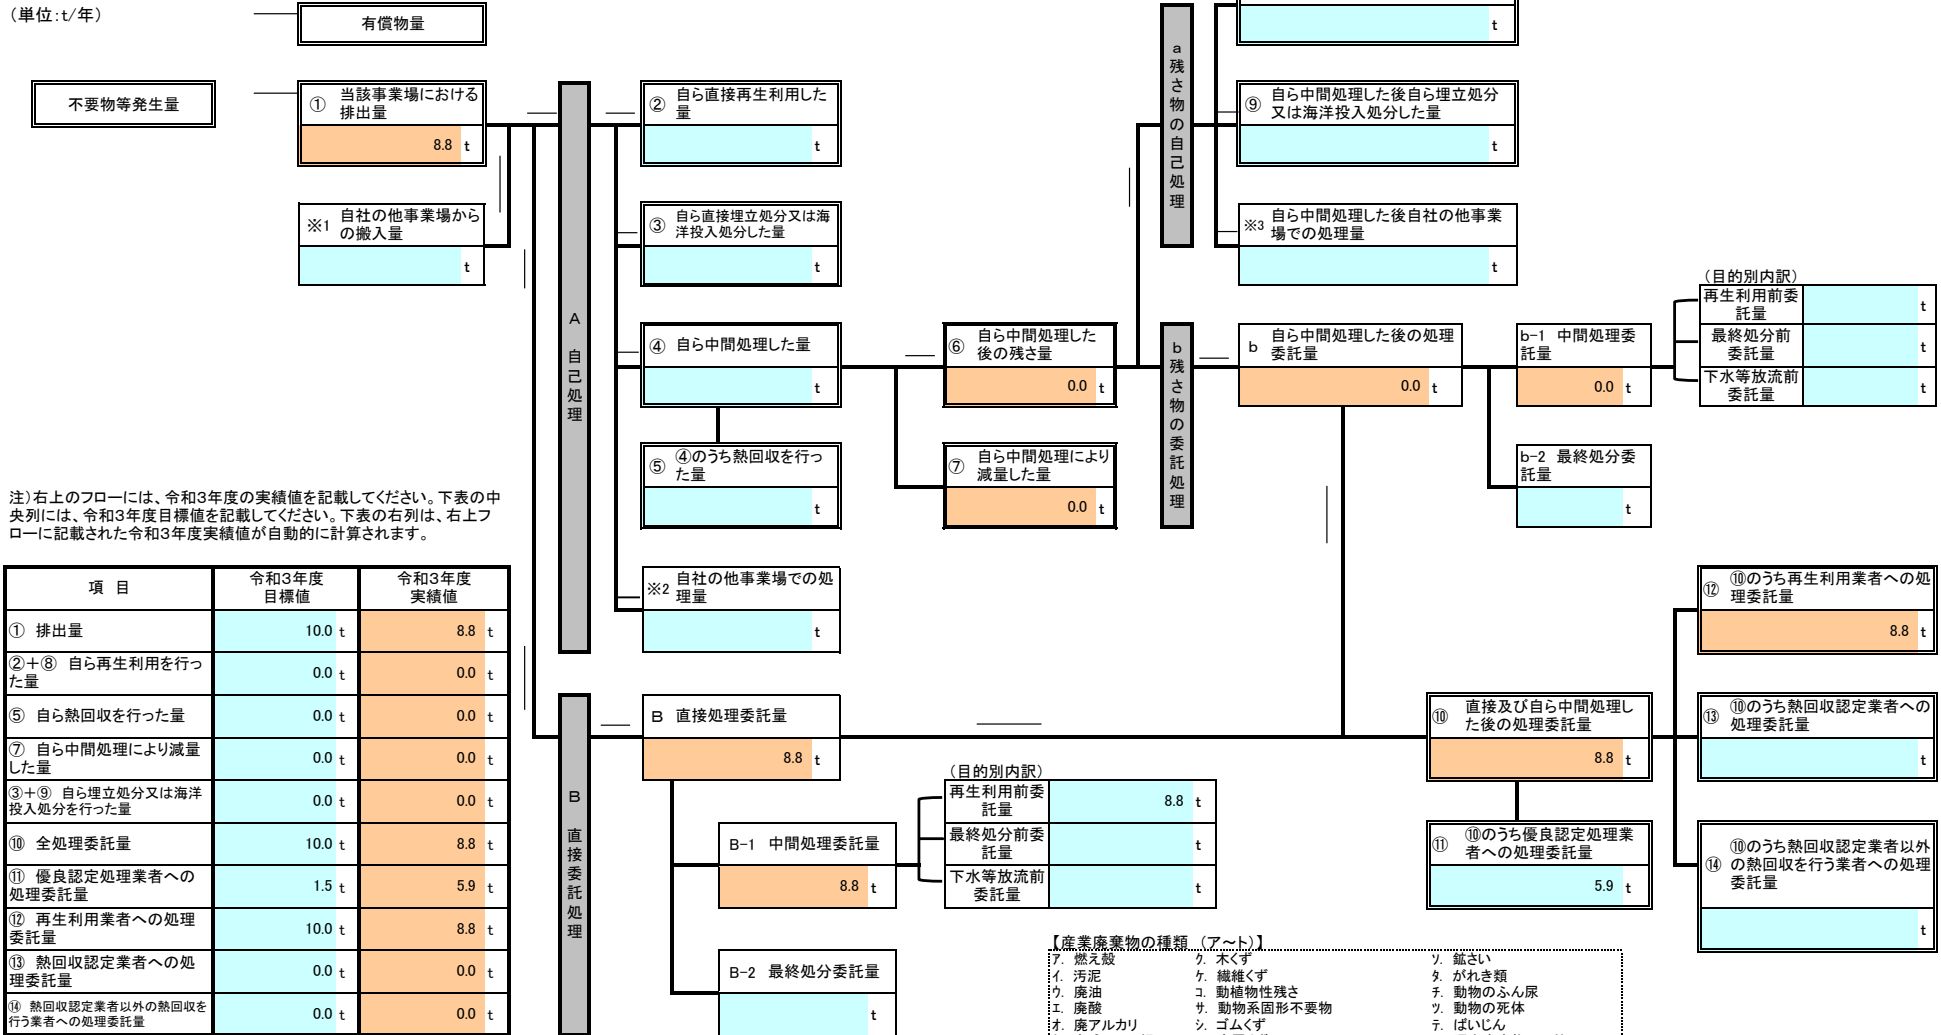 (単位:t/年)
有償物量
t
不要物等発生量
① 当該事業場における
排出量
8.8 t
※1 自社の他事業場から
の搬入量
t
A 自己処理
② 自ら直接再生利用した
量
t
③ 自ら直接埋立処分又は海
洋投入処分した量
t
④ 自ら中間処理した量
t
⑤ ④のうち熱回収を行っ
た量
t
※2 自社の他事業場での処
理量
t
⑥ 自ら中間処理した
後の残さ量
0.0 t
⑦ 自ら中間処理により
減量した量
0.0 t
a 残さ物の自己処理
⑨ 自ら中間処理した後自ら埋立処分
又は海洋投入処分した量
t
※3 自ら中間処理した後自社の他事業
場での処理量
t
b 残さ物の委託処理
b 自ら中間処理した後の処理
委託量
0.0 t
b-1 中間処理委
託量
0.0 t
b-2 最終処分委
託量
t
(目的別内訳)
再生利用前委
託量 t
最終処分前
委託量 t
下水等放流前
委託量 t
注)右上のフローには、令和3年度の実績値を記載してください。下表の中
央列には、令和3年度目標値を記載してください。下表の右列は、右上フ
ローに記載された令和3年度実績値が自動的に計算されます。
項 目 令和3年度 目標値 令和3年度 実績値
① 排出量 10.0 t 8.8 t
②+⑧ 自ら再生利用を行っ
た量 0.0 t 0.0 t
⑤ 自ら熱回収を行った量 0.0 t 0.0 t
⑦ 自ら中間処理により減量
した量 0.0 t 0.0 t
③+⑨ 自ら埋立処分又は海洋
投入処分を行った量 0.0 t 0.0 t
⑩ 全処理委託量 10.0 t 8.8 t
⑪ 優良認定処理業者への
処理委託量 1.5 t 5.9 t
⑫ 再生利用業者への処理
委託量 10.0 t 8.8 t
⑬ 熱回収認定業者への処
理委託量 0.0 t 0.0 t
⑭ 熱回収認定業者以外の熱回収を
行う業者への処理委託量 0.0 t 0.0 t
B 直接委託処理
B 直接処理委託量
8.8 t
B-1 中間処理委託量
8.8 t
B-2 最終処分委託量
t
(目的別内訳)
再生利用前委
託量 8.8 t
最終処分前委
託量 t
下水等放流前
委託量 t
⑩ 直接及び自ら中間処理し
た後の処理委託量
8.8 t
⑪ ⑩のうち優良認定処理業
者への処理委託量
5.9 t
⑫ ⑩のうち再生利用業者への処
理委託量
8.8 t
⑬ ⑩のうち熱回収認定業者への
処理委託量
t
⑭ ⑩のうち熱回収認定業者以外
の熱回収を行う業者への処理
委託量
t
【産業廃棄物の種類 (ア~ト)】
ア. 燃え殻 ク. 木くず ソ. 鉱さい
イ. 汚泥 ケ. 繊維くず タ. がれき類
ウ. 廃油 コ. 動植物性残さ チ. 動物のふん尿
エ. 廃酸 サ. 動物系固形不要物 ツ. 動物の死体
オ. 廃アルカリ シ. ゴムくず テ. ばいじん